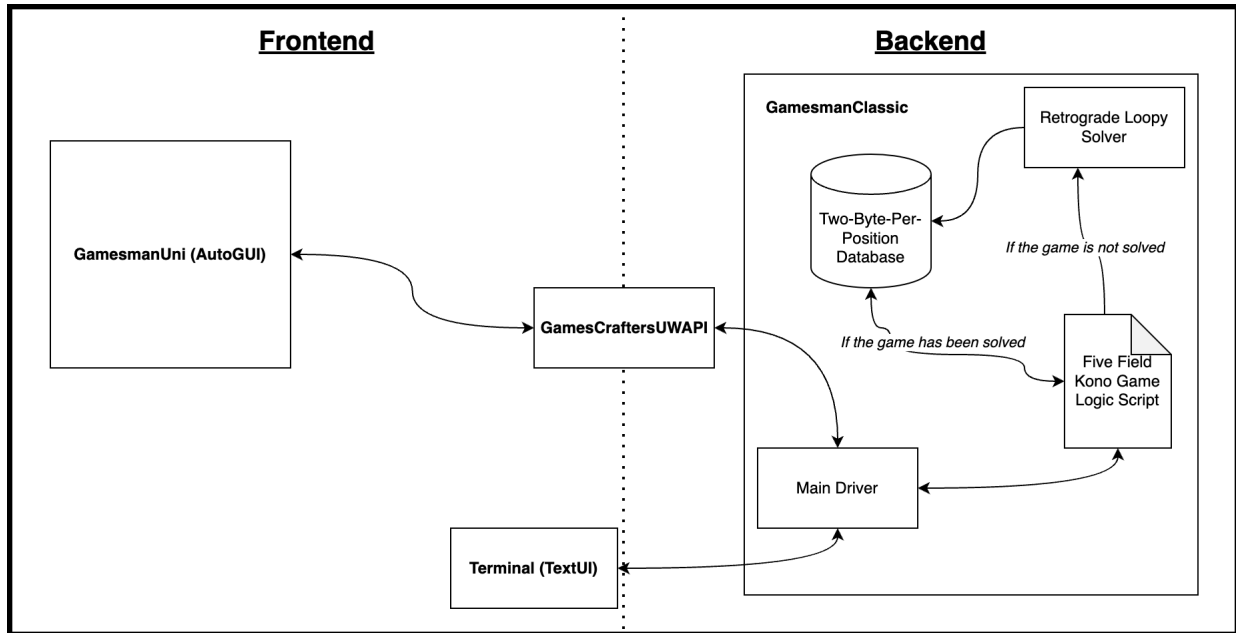 Frontend
Backend
GamesmanClassic
Retrograde Loopy
Solver
Two-Byte-Per-
Position
Database
If the game is not solved
GamesmanUni (AutoGUI)
GamesCraftersUWAPI
If the game has been solved
Five Field
Kono Game
Logic Script
Main Driver
Terminal (TextUI)